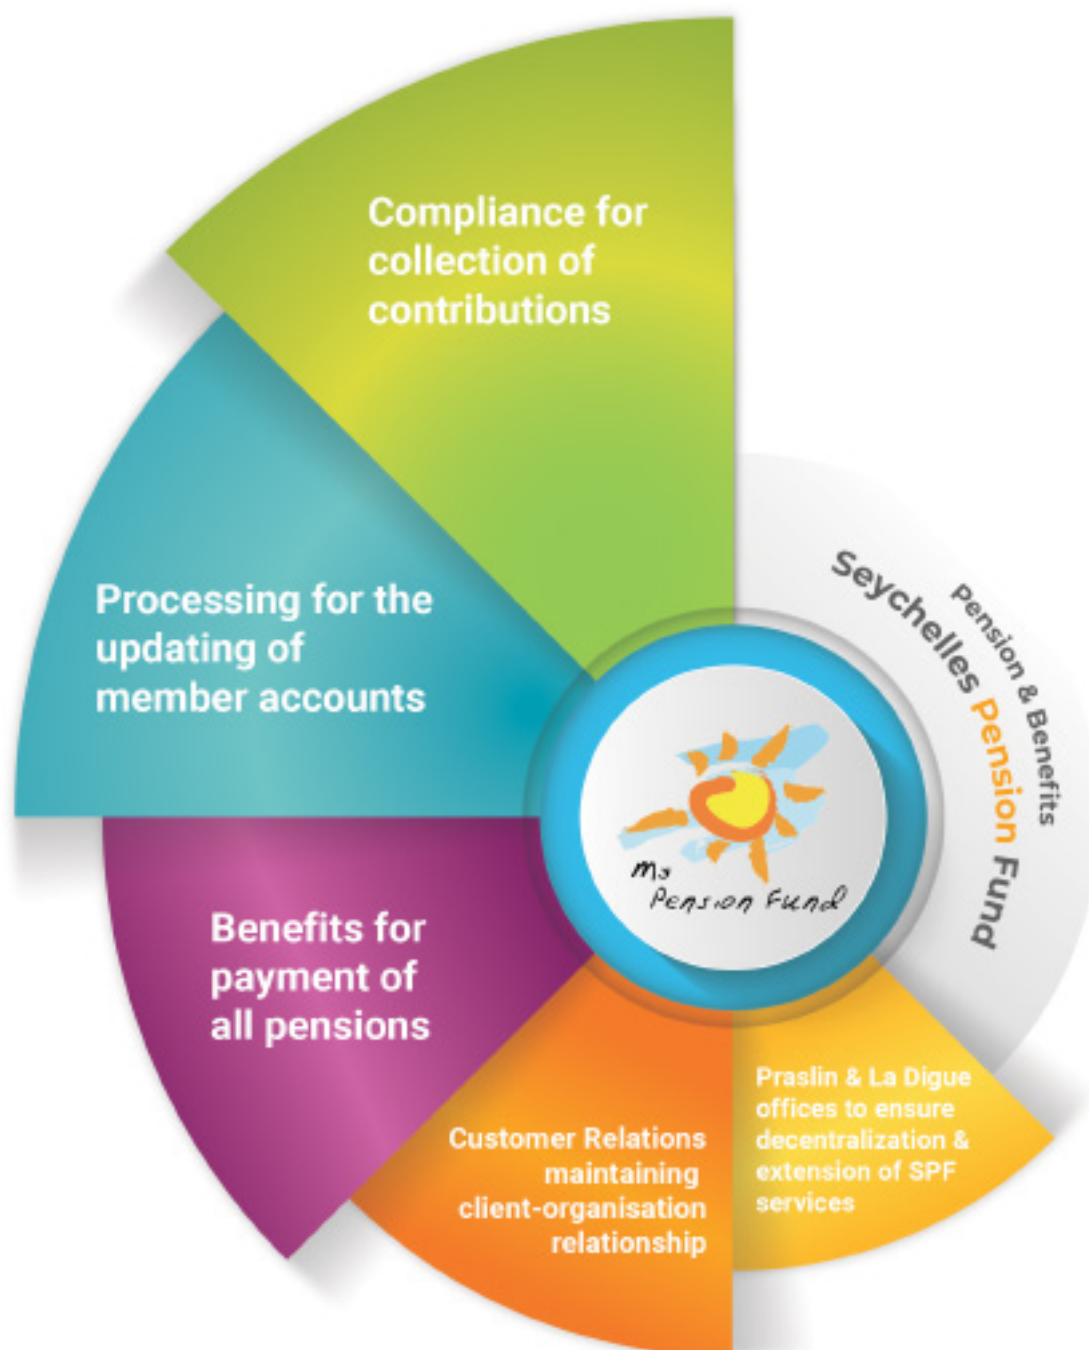 Compliance for
collection of
contributions
Processing for the
updating of
member accounts
Benefits for
payment of
all pensions
Customer Relations
maintaining
client-organisation
relationship
Praslin & La Digue
offices to ensure
decentralization &
extension of SPF
services
Pension & Benefits
Seychelles Pension Fund
my
Pension Fund